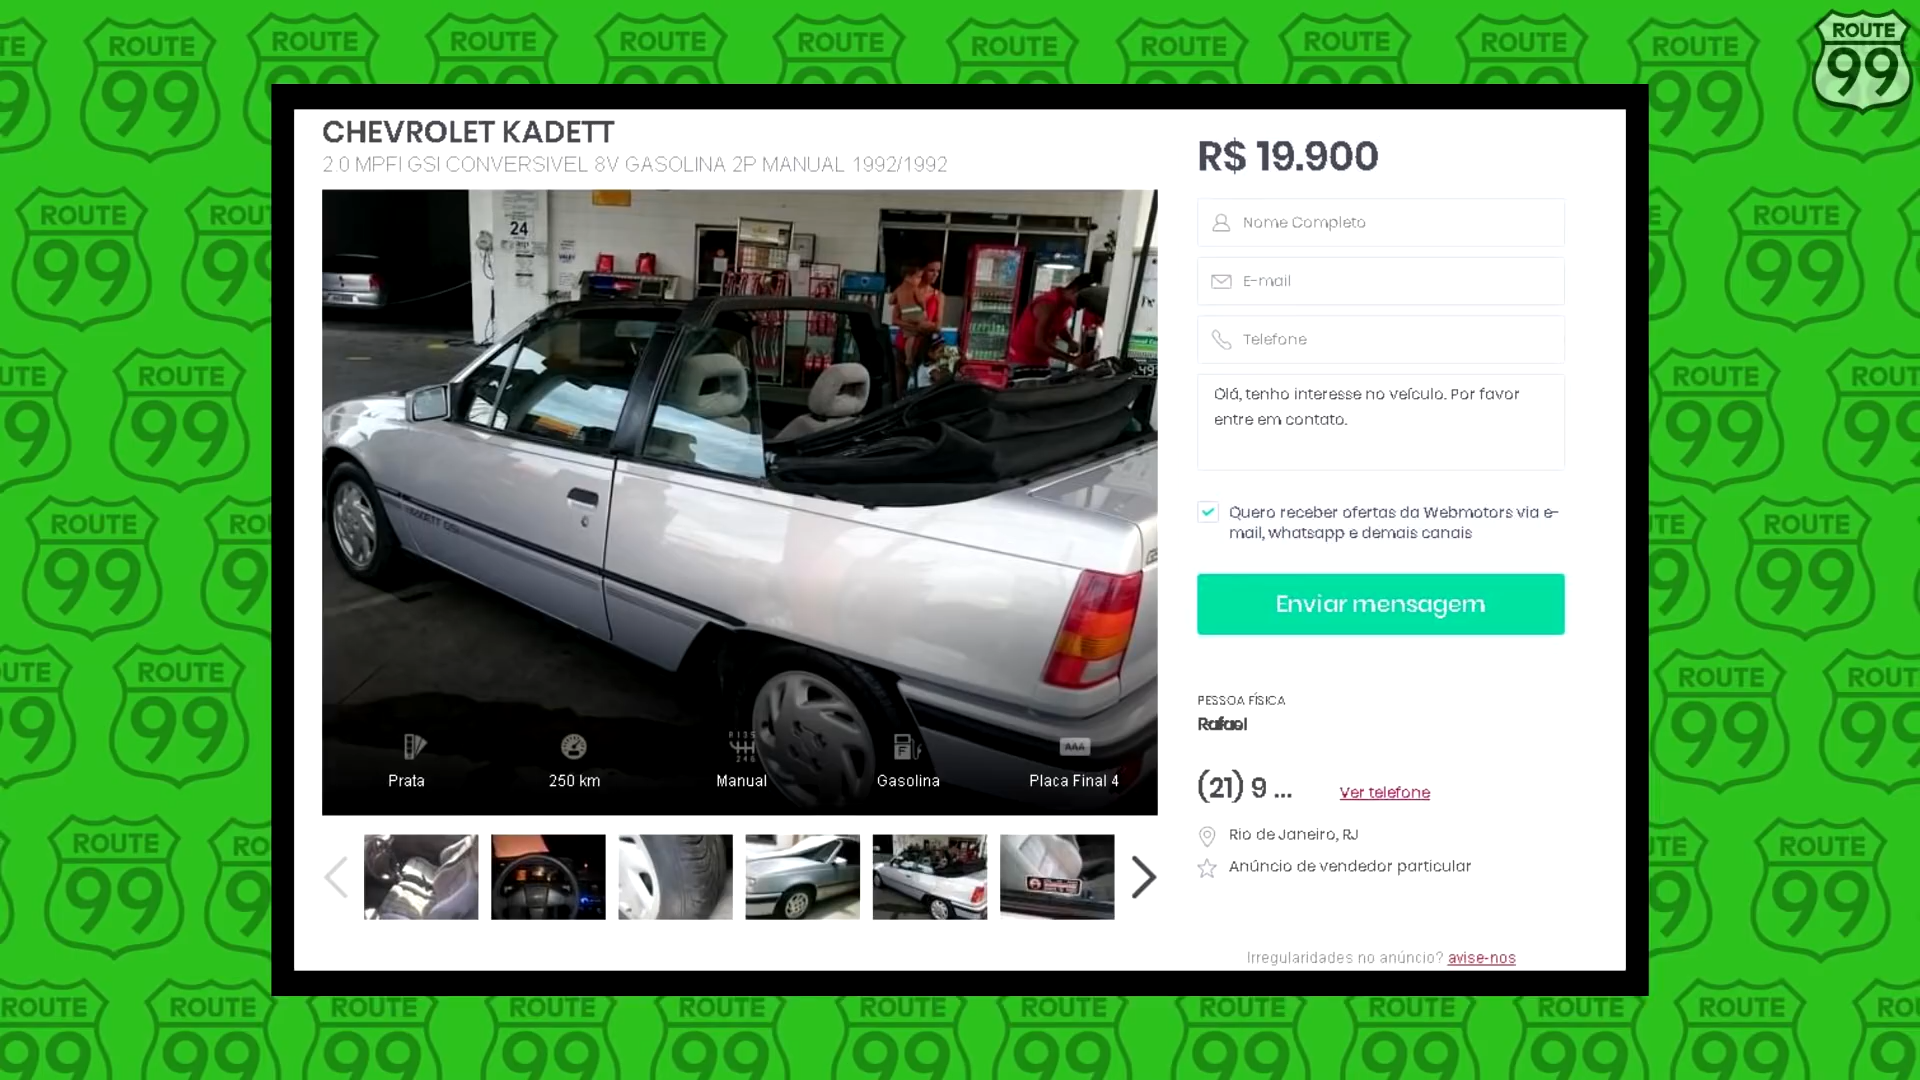 ROUTE
99
CHEVROLET KADETT
2.0 MPFI GSI CONVERSIVEL 8V GASOLINA 2P MANUAL 1992/1992
24
Prata
250 km
Manual
Gasolina
AAA
Placa Final 4
R$ 19.900
Nome Completo
E-mail
Telefone
Olá, tenho interesse no veículo. Por favor
entre em contato.
Quero receber ofertas da Webmotors via e-
mail, whatsapp e demais canais
Enviar mensagem
PESSOA FÍSICA
Rafael
(21) 9 ...
Ver telefone
Rio de Janeiro, RJ
Anúncio de vendedor particular
Irregularidades no anúncio? avise-nos